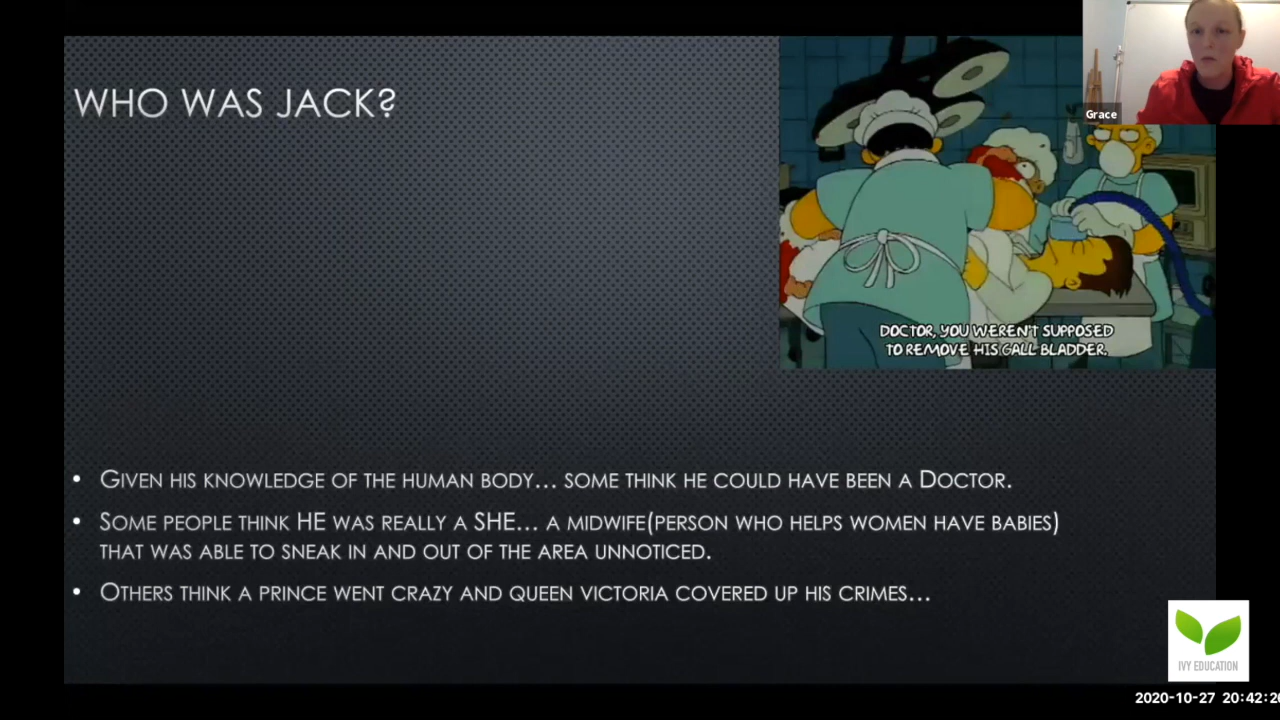 WHO WAS JACK?
Grace
DOCTOR, YOU WEREN'T SUPPOSED
TO REMOVE HIS GALL BLADDER.
• GIVEN HIS KNOWLEDGE OF THE HUMAN BODY... SOME THINK HE COULD HAVE BEEN A DOCTOR.
• SOME PEOPLE THINK HE WAS REALLY A SHE... A MIDWIFE(PERSON WHO HELPS WOMEN HAVE BABIES)
THAT WAS ABLE TO SNEAK IN AND OUT OF THE AREA UNNOTICED.
• OTHERS THINK A PRINCE WENT CRAZY AND QUEEN VICTORIA COVERED UP HIS CRIMES...
IVY EDUCATION
2020-10-27 20:42:2